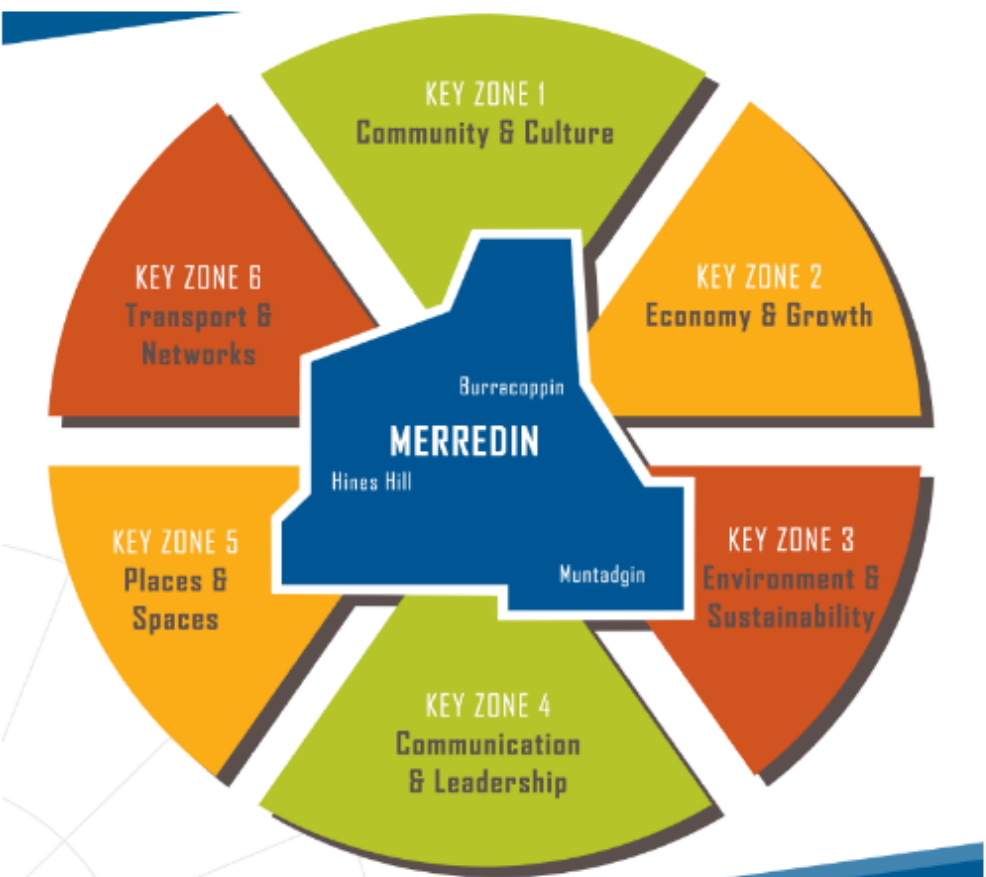 KEY ZONE 1
Community & Culture
KEY ZONE 2
Economy & Growth
KEY ZONE 3
Environment &
Sustainability
KEY ZONE 4
Communication
& Leadership
KEY ZONE 5
Places &
Spaces
KEY ZONE 6
Transport &
Networks
Burracoppin
MERREDIN
Hines Hill
Muntadgin